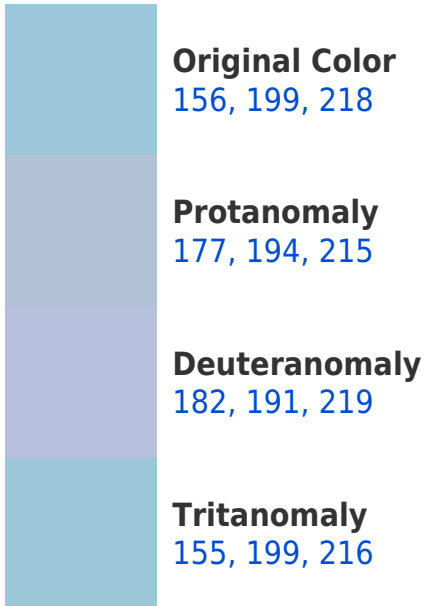 Original Color
156, 199, 218
Protanomaly
177, 194, 215
Deuteranomaly
182, 191, 219
Tritanomaly
155, 199, 216